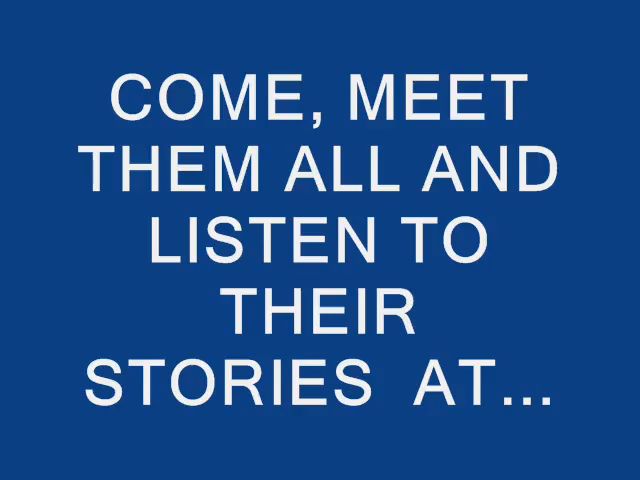 COME, MEET
THEM ALL AND
LISTEN TO
THEIR
STORIES  AT...